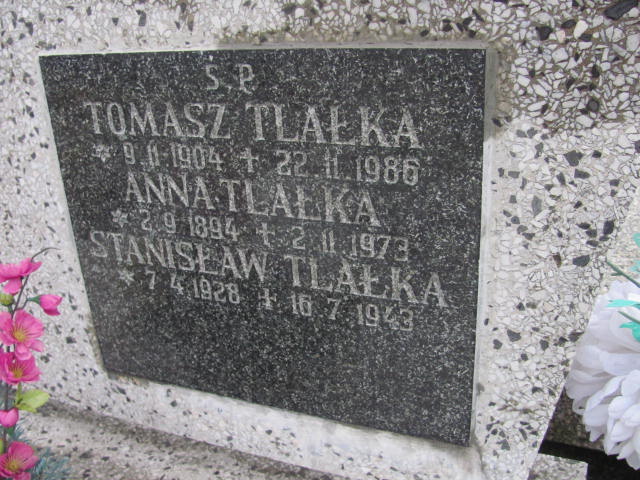 Ś.P.
TOMASZ TLAŁKA
* 9.11.1904 + 22.11.1986
ANNA TLAŁKA
* 2.9.1894 + 2.11.1973
STANISŁAW TLAŁKA
* 7.4.1928 + 16.7.1943